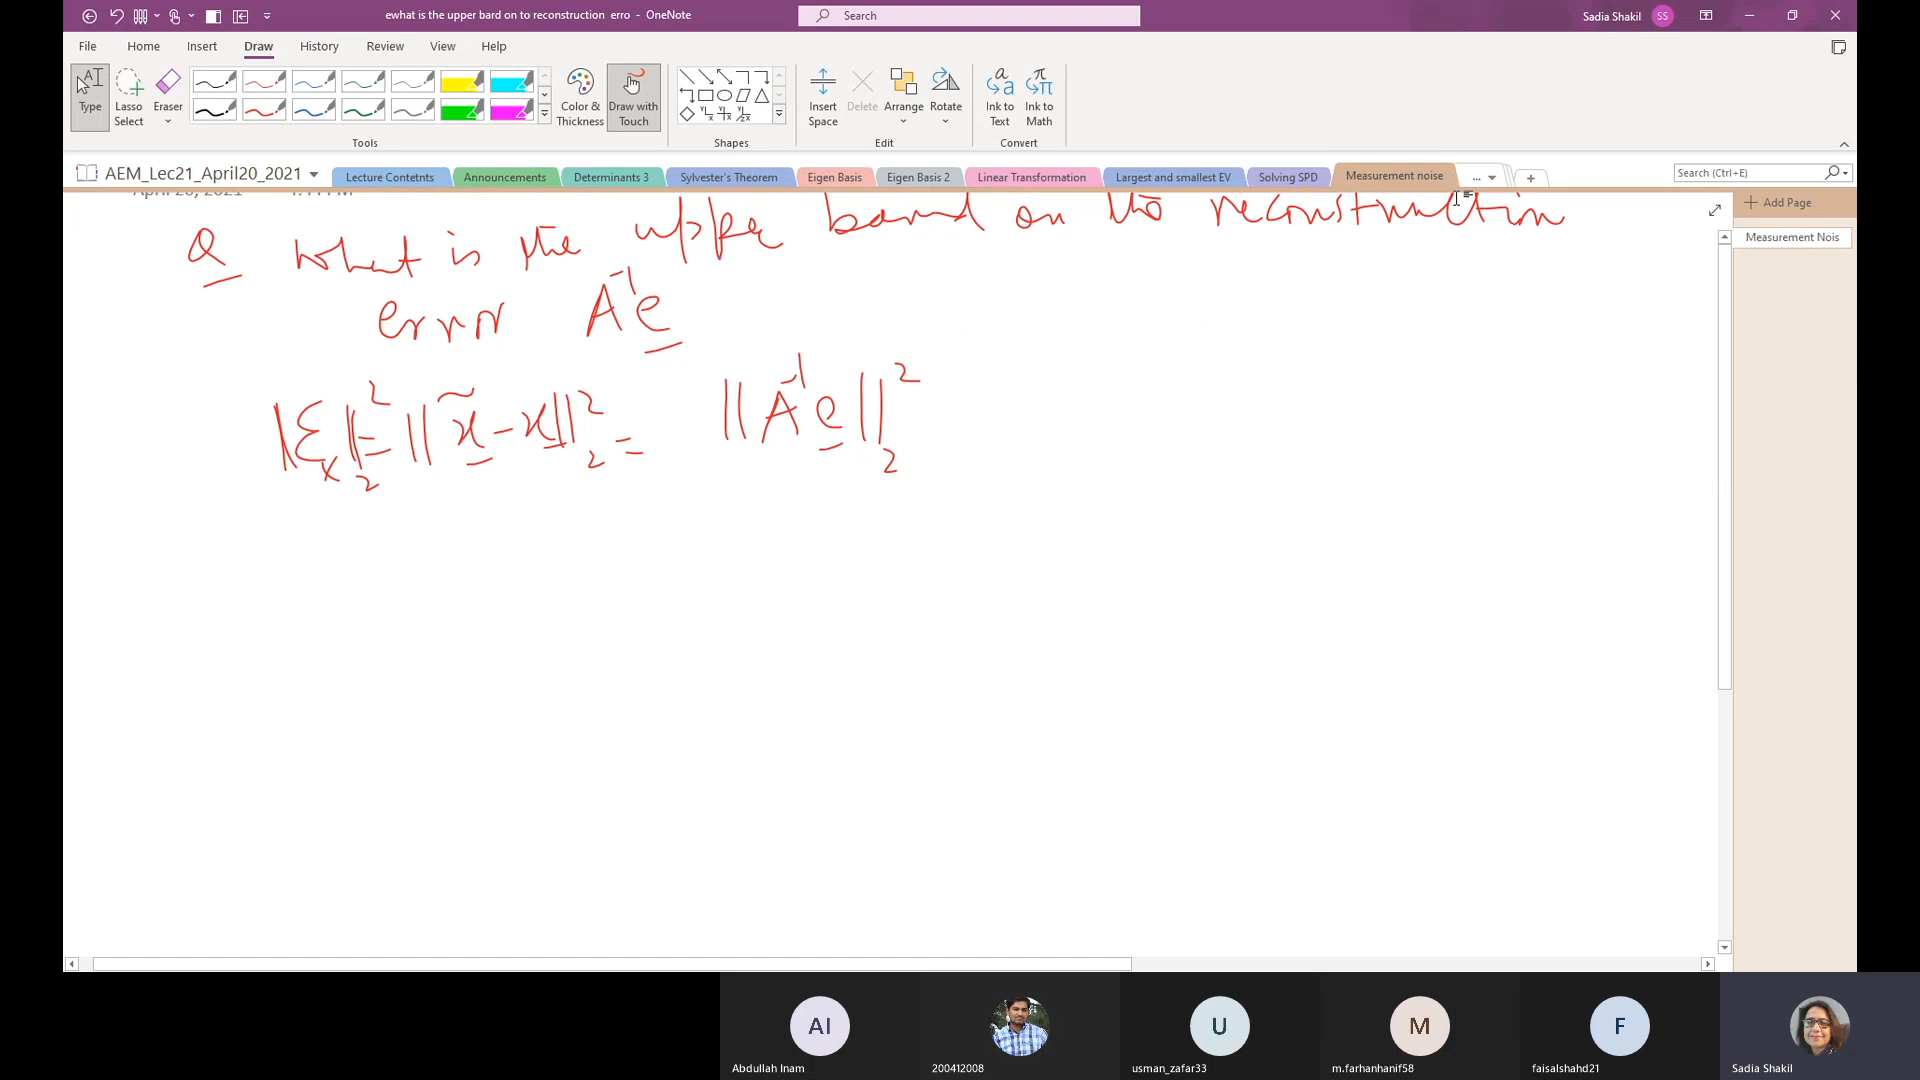 ewhat is the upper bard on to reconstruction erro - OneNote
Search
Sadia Shakil SS
File Home Insert Draw History Review View Help
Type
Lasso Select
Eraser
Color & Thickness
Draw with Touch
Insert Space
Delete
Arrange
Rotate
Ink to Text
Ink to Math
Tools Shapes Edit Convert
AEM_Lec21_April20_2021
Lecture Contetnts Announcements Determinants 3 Sylvester's Theorem Eigen Basis Eigen Basis 2 Linear Transformation Largest and smallest EV Solving SPD Measurement noise ... +
Search (Ctrl+E)
Add Page
Measurement Nois
Q what is the upper band on the reconstruction
error A⁻¹e
||Ɛₓ||₂² = ||x̃ - x||₂² = ||A⁻¹e||₂²
AI U M F
Abdullah Inam 200412008 usman_zafar33 m.farhanhanif58 faisalshahd21 Sadia Shakil